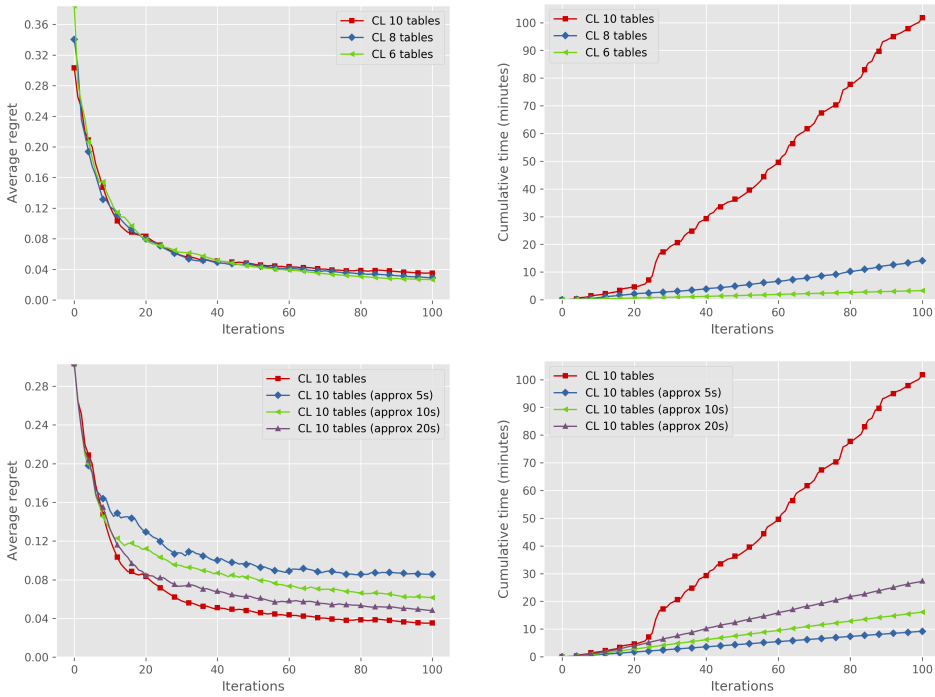 Average regret
0.36
0.32
0.28
0.24
0.20
0.16
0.12
0.08
0.04
0.00
CL 10 tables
CL 8 tables
CL 6 tables
0 20 40 60 80 100
Iterations
Cumulative time (minutes)
100
90
80
70
60
50
40
30
20
10
0
CL 10 tables
CL 8 tables
CL 6 tables
0 20 40 60 80 100
Iterations
Average regret
0.28
0.24
0.20
0.16
0.12
0.08
0.04
0.00
CL 10 tables
CL 10 tables (approx 5s)
CL 10 tables (approx 10s)
CL 10 tables (approx 20s)
0 20 40 60 80 100
Iterations
Cumulative time (minutes)
100
90
80
70
60
50
40
30
20
10
0
CL 10 tables
CL 10 tables (approx 5s)
CL 10 tables (approx 10s)
CL 10 tables (approx 20s)
0 20 40 60 80 100
Iterations